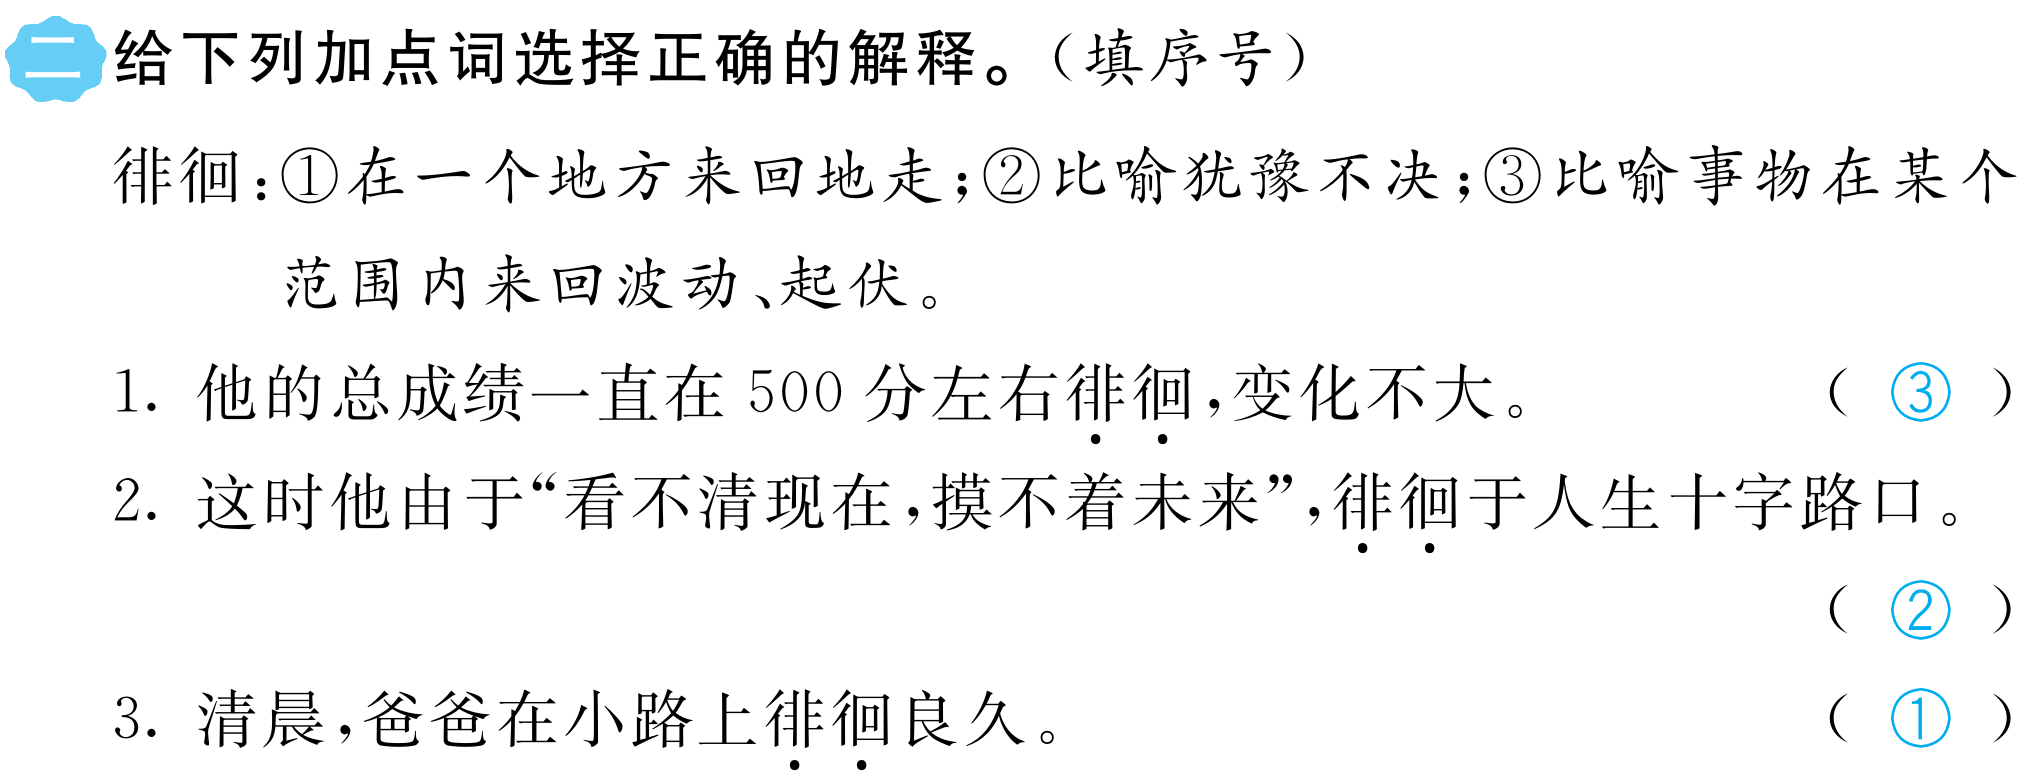 二 给下列加点词选择正确的解释。(填序号)
徘徊:①在一个地方来回地走;②比喻犹豫不决;③比喻事物在某个
范围内来回波动、起伏。
1. 他的总成绩一直在 500 分左右徘徊,变化不大。 ( ③ )
2. 这时他由于“看不清现在,摸不着未来”,徘徊于人生十字路口。
( ② )
3. 清晨,爸爸在小路上徘徊良久。 ( ① )